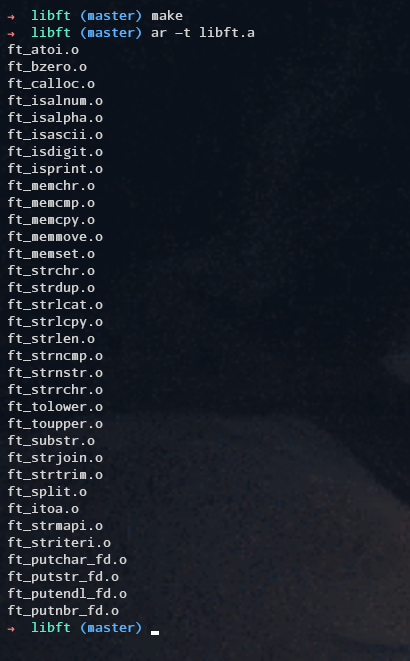 → libft (master) make
→ libft (master) ar -t libft.a
ft_atoi.o
ft_bzero.o
ft_calloc.o
ft_isalnum.o
ft_isalpha.o
ft_isascii.o
ft_isdigit.o
ft_isprint.o
ft_memchr.o
ft_memcmp.o
ft_memcpy.o
ft_memmove.o
ft_memset.o
ft_strchr.o
ft_strdup.o
ft_strlcat.o
ft_strlcpy.o
ft_strlen.o
ft_strncmp.o
ft_strnstr.o
ft_strrchr.o
ft_tolower.o
ft_toupper.o
ft_substr.o
ft_strjoin.o
ft_strtrim.o
ft_split.o
ft_itoa.o
ft_strmapi.o
ft_striteri.o
ft_putchar_fd.o
ft_putstr_fd.o
ft_putendl_fd.o
ft_putnbr_fd.o
→ libft (master)